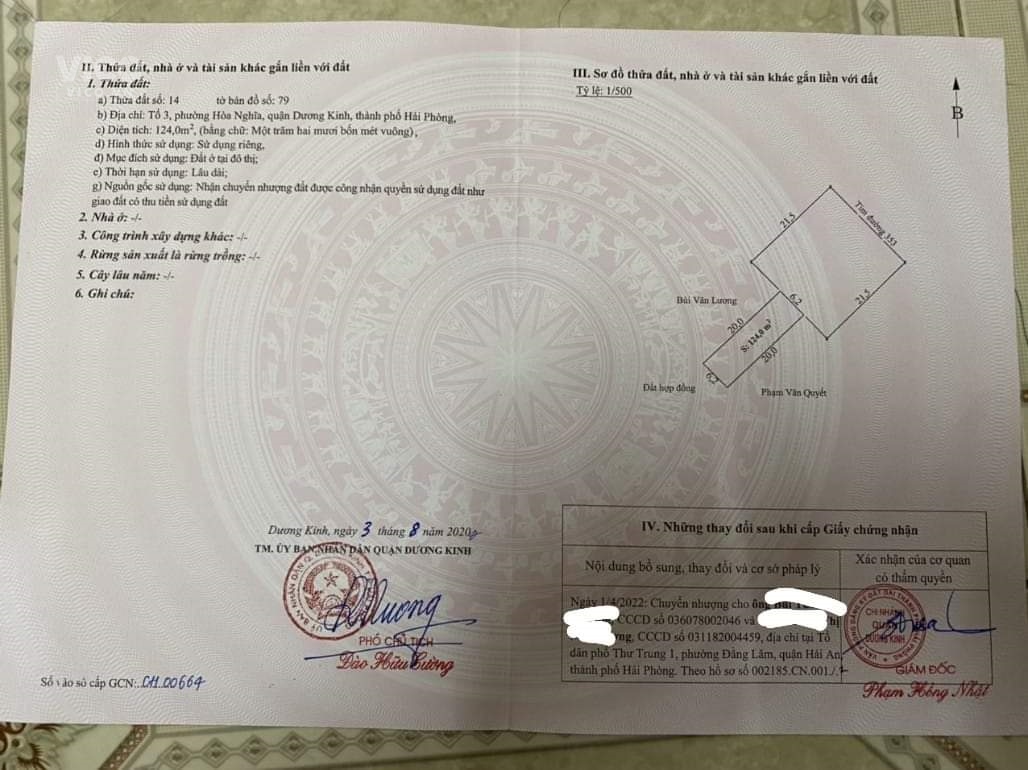 II. Thửa đất, nhà ở và tài sản khác gắn liền với đất
1. Thửa đất:
a) Thửa đất số: 14 tờ bản đồ số: 79
b) Địa chỉ: Tổ 3, phường Hòa Nghĩa, quận Dương Kinh, thành phố Hải Phòng,
c) Diện tích: 124,0m², (bằng chữ: Một trăm hai mươi bốn mét vuông),
d) Hình thức sử dụng: Sử dụng riêng,
đ) Mục đích sử dụng: Đất ở tại đô thị;
e) Thời hạn sử dụng: Lâu dài;
g) Nguồn gốc sử dụng: Nhận chuyển nhượng đất được công nhận quyền sử dụng đất như
giao đất có thu tiền sử dụng đất
2. Nhà ở: -/-
3. Công trình xây dựng khác: -/-
4. Rừng sản xuất là rừng trồng: -/-
5. Cây lâu năm: -/-
6. Ghi chú:
Dương Kinh, ngày 3 tháng 8 năm 2020
TM. ỦY BAN NHÂN DÂN QUẬN DƯƠNG KINH
PHÓ CHỦ TỊCH
Đào Hữu Cường
Số vào sổ cấp GCN: CH.00664
III. Sơ đồ thửa đất, nhà ở và tài sản khác gắn liền với đất
Tỷ lệ: 1/500
B
21,5
Tim đường 353
21,5
6,2
Bùi Văn Lương
20,0
S: 124,0 m²
20,0
6,2
Đất hợp đồng
Phạm Văn Quyết
IV. Những thay đổi sau khi cấp Giấy chứng nhận
Nội dung bổ sung, thay đổi và cơ sở pháp lý
Xác nhận của cơ quan
có thẩm quyền
Ngày 1/4/2022: Chuyển nhượng cho ông
CCCD số 036078002046 và
CCCD số 031182004459, địa chỉ tại Tổ
dân phố Thư Trung 1, phường Đằng Lâm, quận Hải An,
thành phố Hải Phòng. Theo hồ sơ số 002185.CN.001./.
CHI NHÁNH
QUẬN
DƯƠNG KINH
GIÁM ĐỐC
Phạm Hồng Nhật